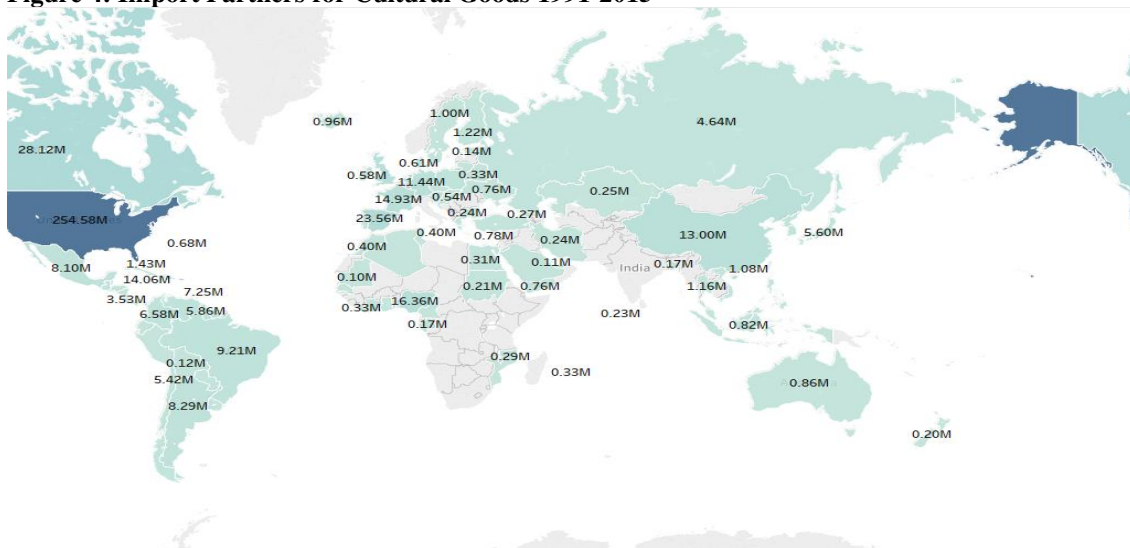 Figure 4: Import Partners for Cultural Goods 1991-2015
0.96M
1.00M
4.64M
1.22M
28.12M
0.14M
0.61M
0.58M
11.44M
0.33M
0.76M
0.25M
14.93M
0.54M
254.58M
23.56M
0.24M
0.27M
0.40M
0.78M
0.24M
13.00M
5.60M
0.68M
0.40M
8.10M
1.43M
0.31M
0.11M
India
0.17M
1.08M
14.06M
0.10M
0.21M
0.76M
1.16M
7.25M
3.53M
16.36M
0.33M
6.58M
5.86M
0.23M
0.17M
0.82M
9.21M
0.12M
0.29M
0.33M
5.42M
0.86M
8.29M
0.20M